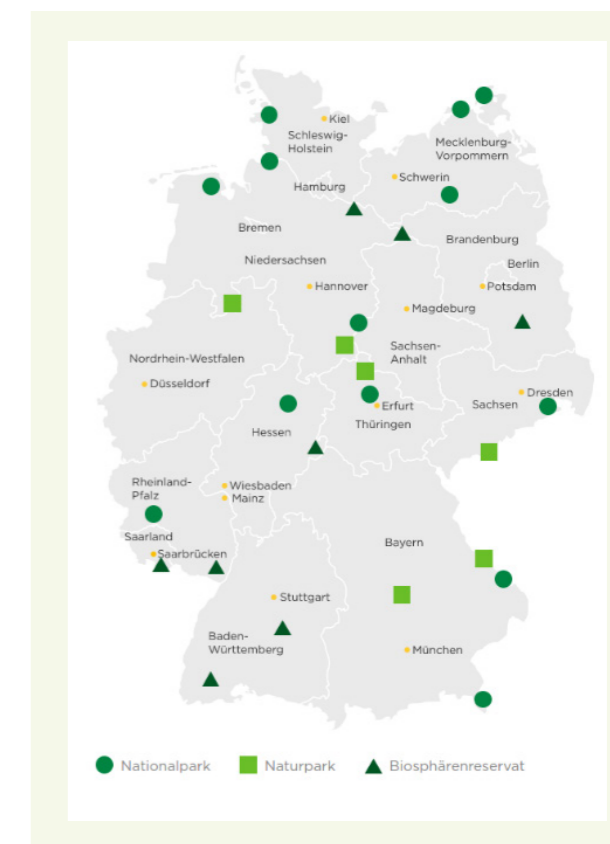 Kiel
Schleswig-
Holstein
Mecklenburg-
Vorpommern
Schwerin
Hamburg
Bremen
Brandenburg
Niedersachsen
Berlin
Hannover
Potsdam
Magdeburg
Sachsen-
Anhalt
Nordrhein-Westfalen
Düsseldorf
Dresden
Sachsen
Erfurt
Thüringen
Hessen
Rheinland-
Pfalz
Wiesbaden
Mainz
Saarland
Saarbrücken
Bayern
Stuttgart
Baden-
Württemberg
München
Nationalpark
Naturpark
Biosphärenreservat